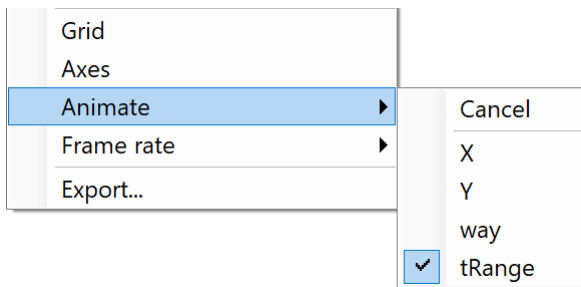 Grid
Axes
Animate
Frame rate
Export...
Cancel
X
Y
way
tRange